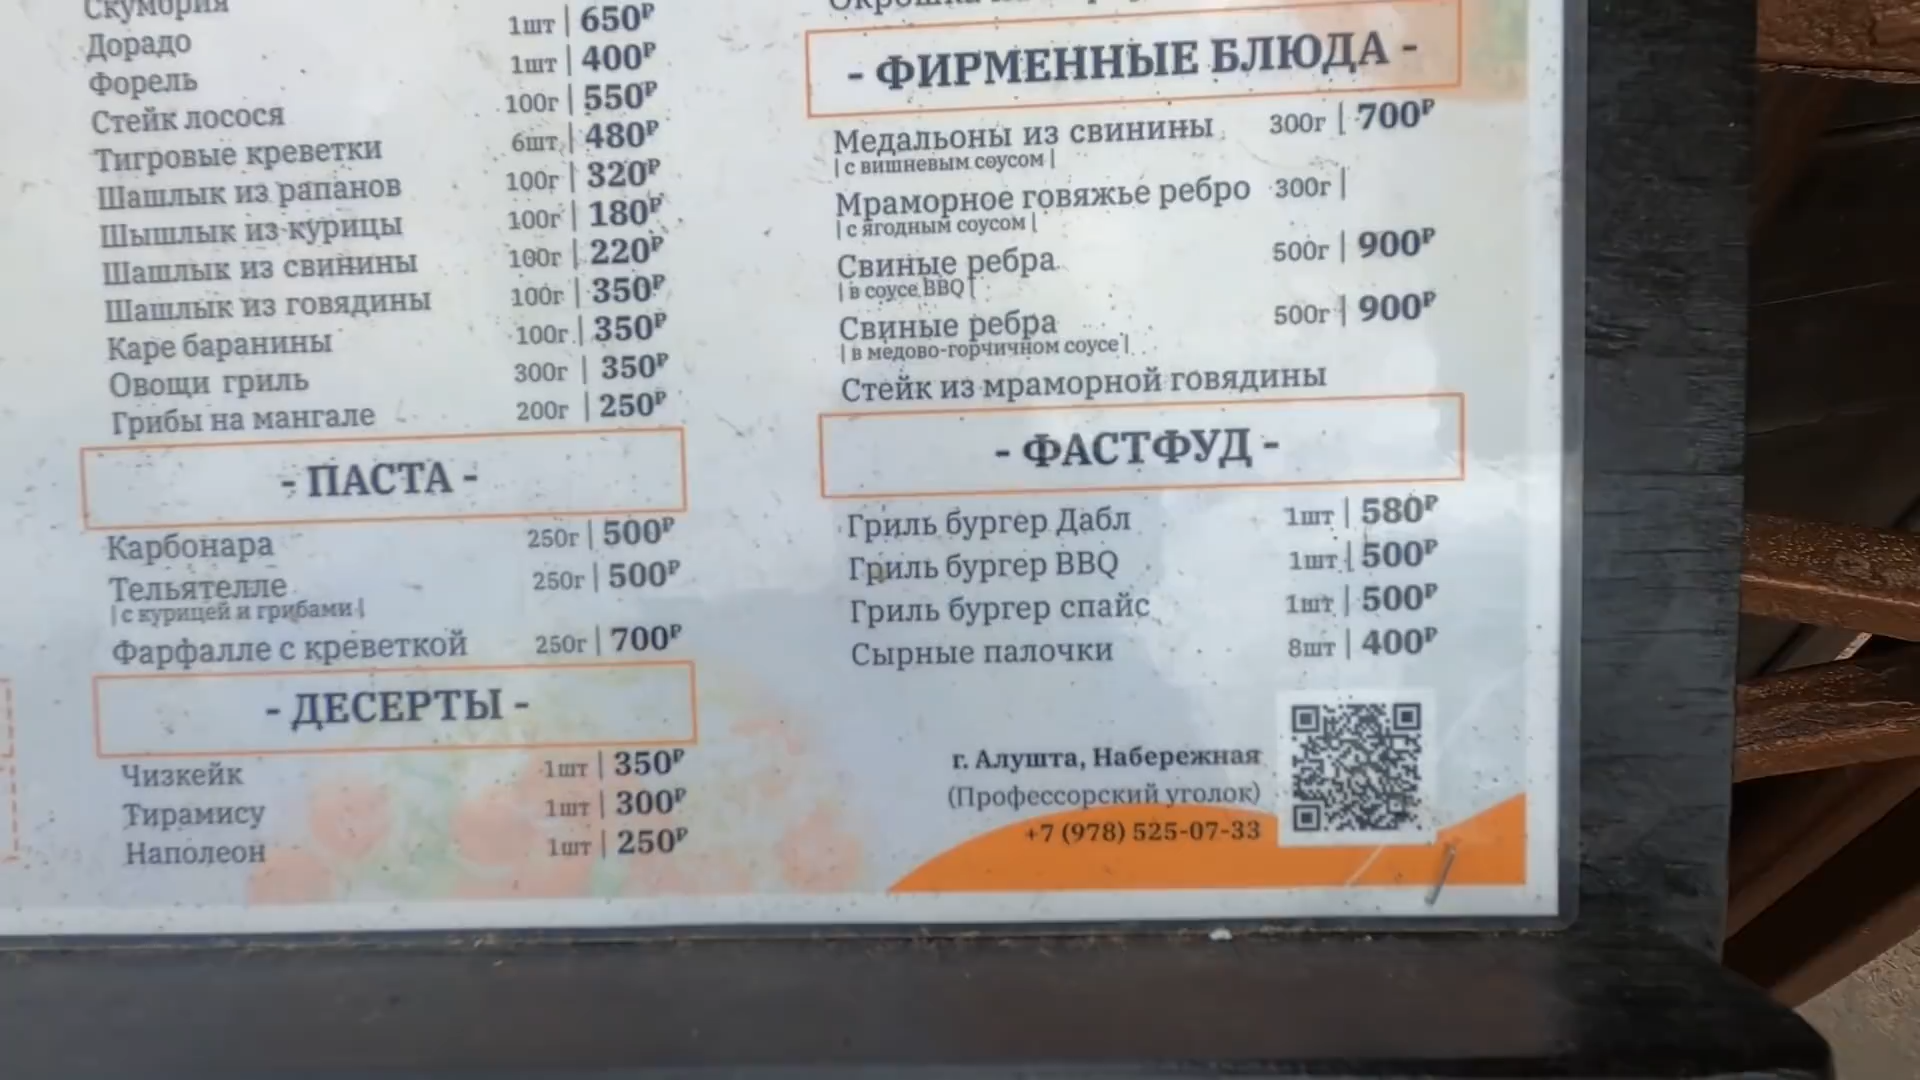 Скумбрия
Дорадо 1шт | 650₽
Форель 1шт | 400₽
Стейк лосося 100г | 550₽
Тигровые креветки 6шт | 480₽
Шашлык из рапанов 100г | 320₽
Шышлык из курицы 100г | 180₽
Шашлык из свинины 100г | 220₽
Шашлык из говядины 100г | 350₽
Каре баранины 100г | 350₽
Овощи гриль 300г | 350₽
Грибы на мангале 200г | 250₽
- ПАСТА -
Карбонара 250г | 500₽
Тельятелле 250г | 500₽
| с курицей и грибами |
Фарфалле с креветкой 250г | 700₽
- ДЕСЕРТЫ -
Чизкейк 1шт | 350₽
Тирамису 1шт | 300₽
Наполеон 1шт | 250₽
Окрошка на
- ФИРМЕННЫЕ БЛЮДА -
Медальоны из свинины 300г | 700₽
| с вишневым соусом |
Мраморное говяжье ребро 300г |
| с ягодным соусом |
Свиные ребра 500г | 900₽
| в соусе BBQ |
Свиные ребра 500г | 900₽
| в медово-горчичном соусе |
Стейк из мраморной говядины
- ФАСТФУД -
Гриль бургер Дабл 1шт | 580₽
Гриль бургер BBQ 1шт | 500₽
Гриль бургер спайс 1шт | 500₽
Сырные палочки 8шт | 400₽
г. Алушта, Набережная
(Профессорский уголок)
+7 (978) 525-07-33